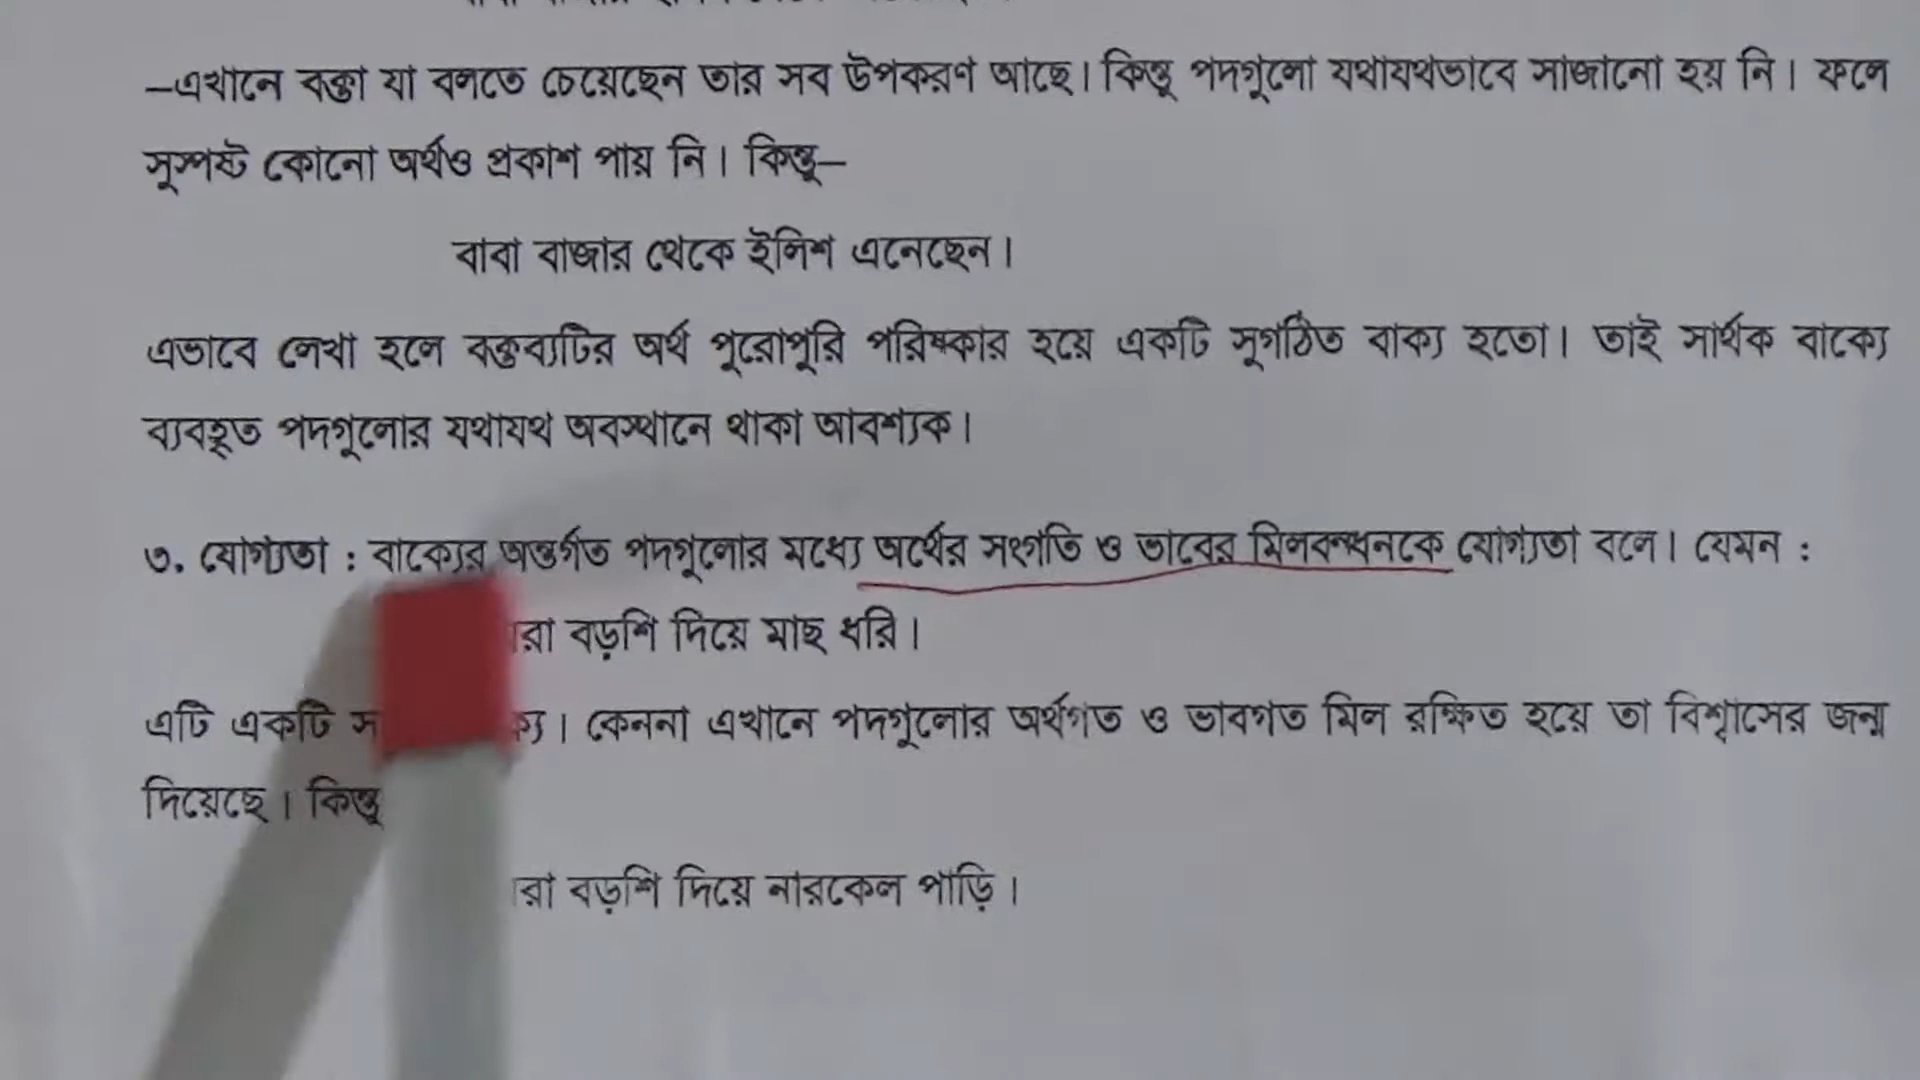 –এখানে বক্তা যা বলতে চেয়েছেন তার সব উপকরণ আছে। কিন্তু পদগুলো যথাযথভাবে সাজানো হয় নি। ফলে
সুস্পষ্ট কোনো অর্থও প্রকাশ পায় নি। কিন্তু–
বাবা বাজার থেকে ইলিশ এনেছেন।
এভাবে লেখা হলে বক্তব্যটির অর্থ পুরোপুরি পরিষ্কার হয়ে একটি সুগঠিত বাক্য হতো। তাই সার্থক বাক্যে
ব্যবহূত পদগুলোর যথাযথ অবস্থানে থাকা আবশ্যক।
৩. যোগ্যতা : বাক্যের অন্তর্গত পদগুলোর মধ্যে অর্থের সংগতি ও ভাবের মিলবন্ধনকে যোগ্যতা বলে। যেমন :
বড়শি দিয়ে মাছ ধরি।
এটি একটি কেননা এখানে পদগুলোর অর্থগত ও ভাবগত মিল রক্ষিত হয়ে তা বিশ্বাসের জন্ম
দিয়েছে। কিন্তু
বড়শি দিয়ে নারকেল পাড়ি।